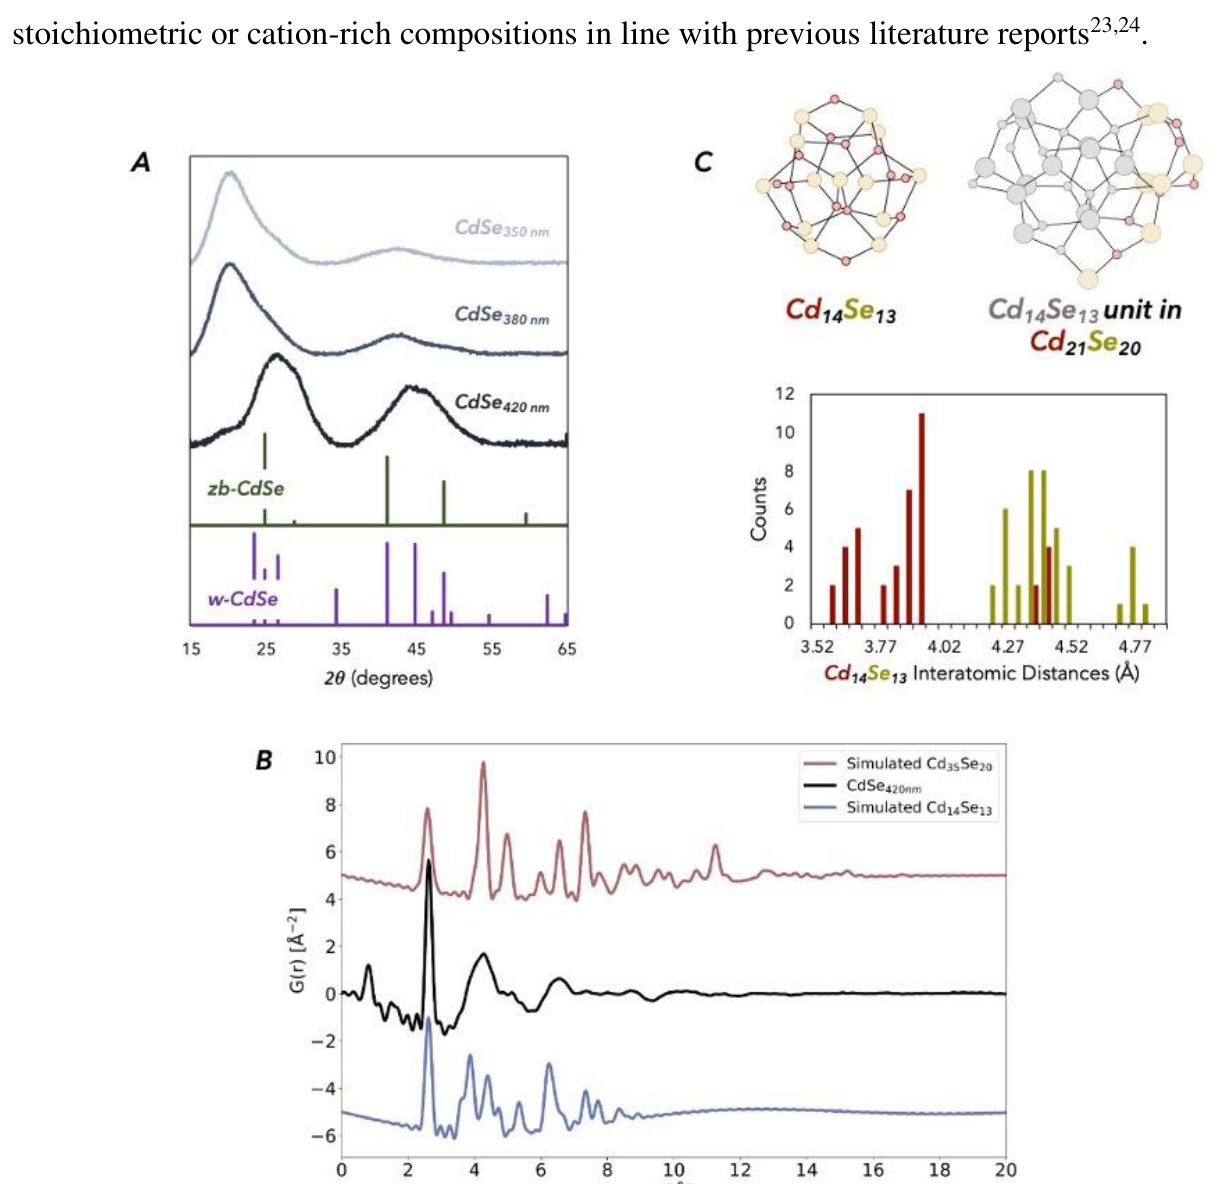 stoichiometric or cation-rich compositions in line with previous literature reports23,24.
A
CdSe350 nm
CdSe380 nm
CdSe420 nm
zb-CdSe
w-CdSe
15 25 35 45 55 65
2θ (degrees)
C
Cd14Se13
Cd14Se13 unit in
Cd21Se20
12
10
8
6
4
2
0
Counts
3.52 3.77 4.02 4.27 4.52 4.77
Cd14Se13 Interatomic Distances (Å)
B
10
8
6
4
2
0
−2
−4
−6
G(r) [Å−2]
Simulated Cd35Se20
CdSe420nm
Simulated Cd14Se13
0 2 4 6 8 10 12 14 16 18 20